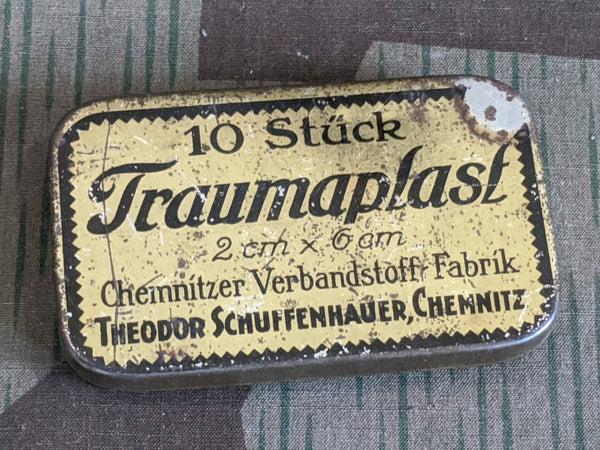 10 Stück
Traumaplast
2 cm x 6 cm
Chemnitzer Verbandstoff-Fabrik
THEODOR SCHUFFENHAUER, CHEMNITZ